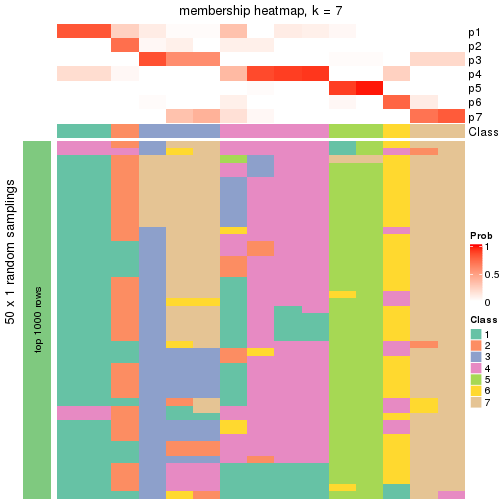 membership heatmap, k = 7
p1
p2
p3
p4
p5
p6
p7
Class
50 x 1 random samplings
top 1000 rows
Prob
1
0.5
0
Class
1
2
3
4
5
6
7